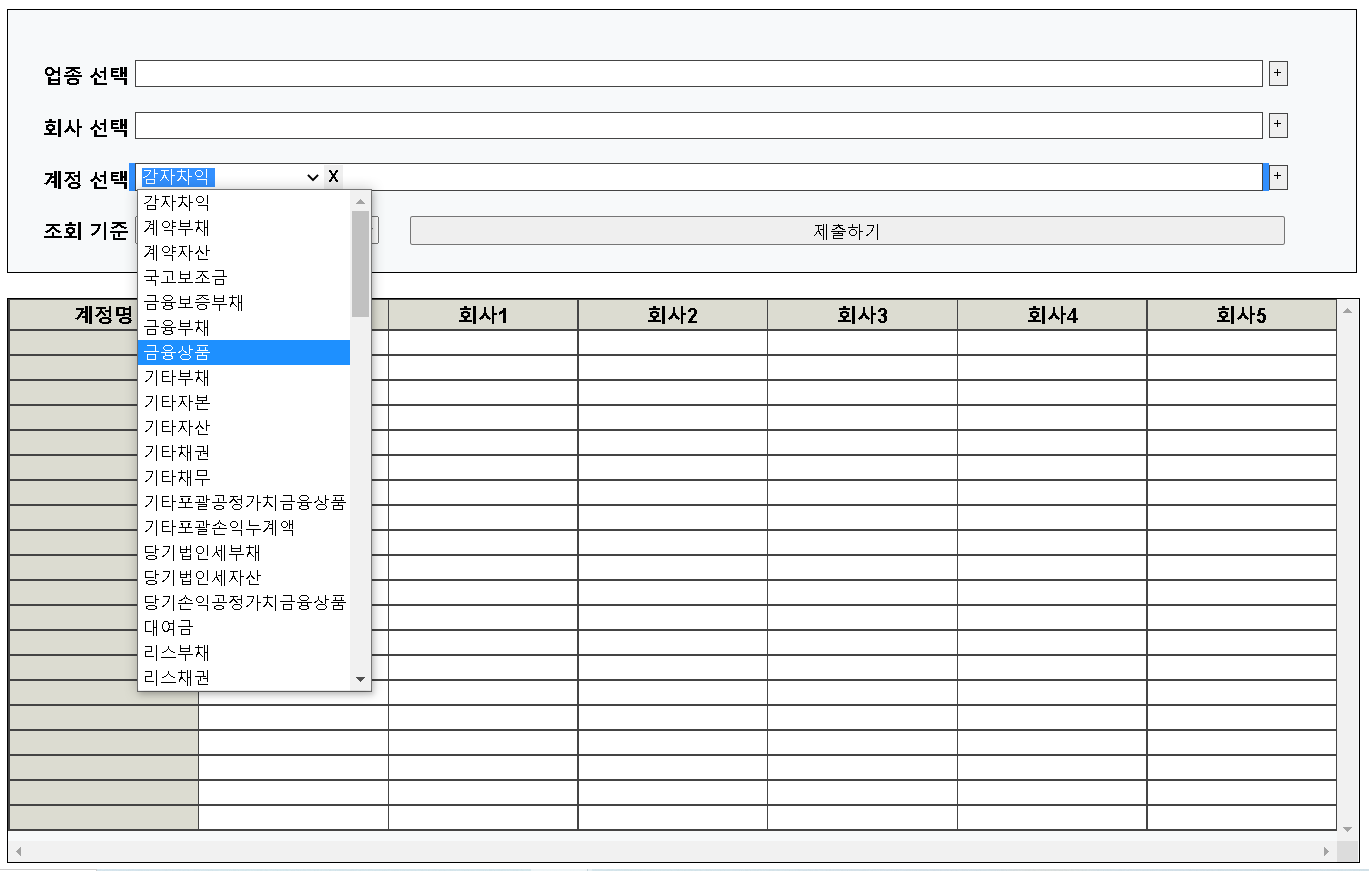 업종 선택 +
회사 선택 +
계정 선택 감자차익 X +
조회 기준 제출하기
감자차익
계약부채
계약자산
국고보조금
금융보증부채
금융부채
금융상품
기타부채
기타자본
기타자산
기타채권
기타채무
기타포괄공정가치금융상품
기타포괄손익누계액
당기법인세부채
당기법인세자산
당기손익공정가치금융상품
대여금
리스부채
리스채권
계정명 회사1 회사2 회사3 회사4 회사5